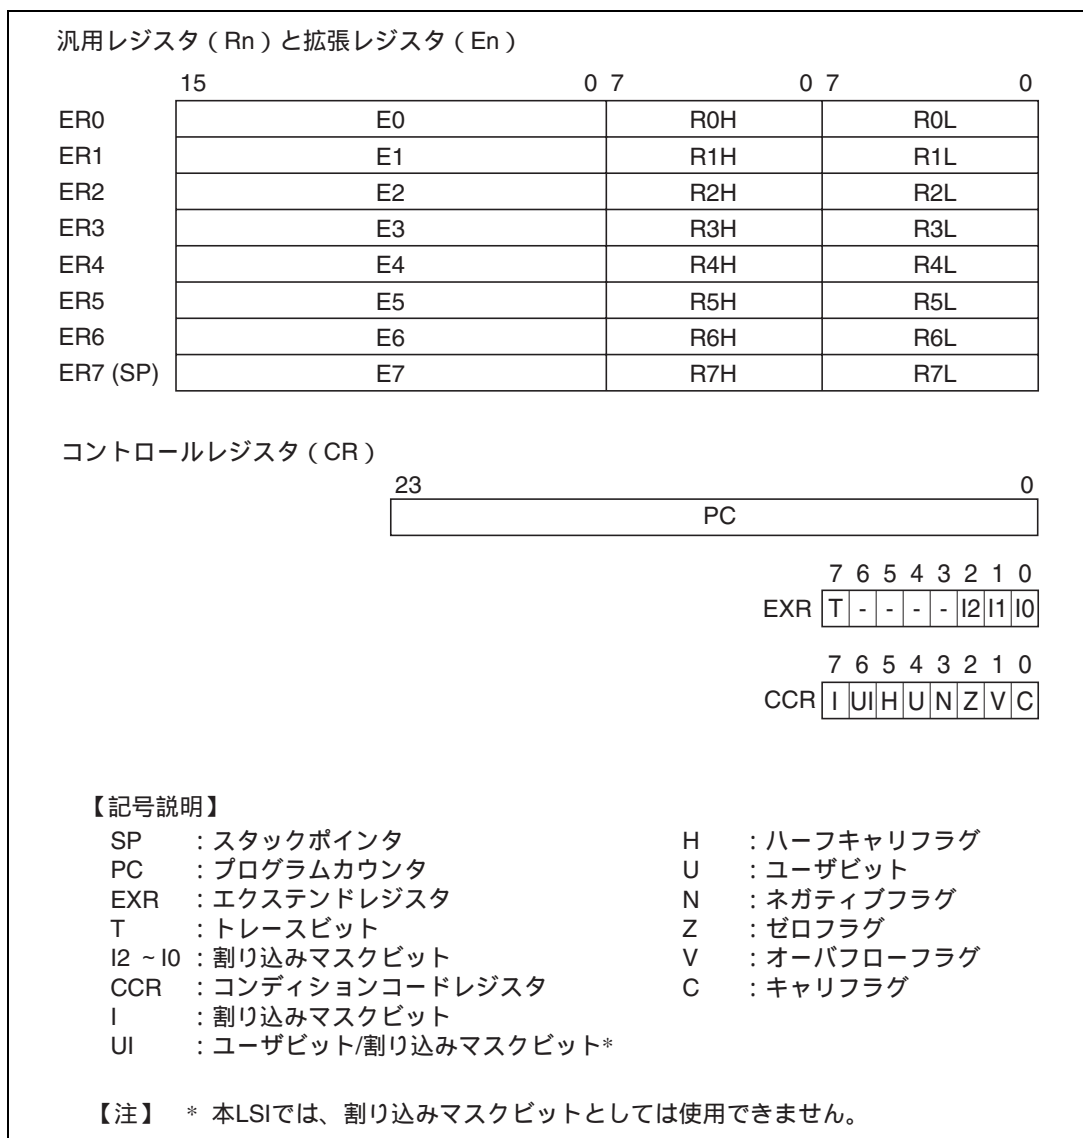 汎用レジスタ（Rn）と拡張レジスタ（En）
15 0 7 0 7 0
ER0 E0 R0H R0L
ER1 E1 R1H R1L
ER2 E2 R2H R2L
ER3 E3 R3H R3L
ER4 E4 R4H R4L
ER5 E5 R5H R5L
ER6 E6 R6H R6L
ER7 (SP) E7 R7H R7L
コントロールレジスタ（CR）
23 0
PC
7 6 5 4 3 2 1 0
EXR T - - - - I2 I1 I0
7 6 5 4 3 2 1 0
CCR I UI H U N Z V C
【記号説明】
SP ：スタックポインタ
PC ：プログラムカウンタ
EXR ：エクステンドレジスタ
T ：トレースビット
I2 ~ I0 ：割り込みマスクビット
CCR ：コンディションコードレジスタ
I ：割り込みマスクビット
UI ：ユーザビット/割り込みマスクビット*
H ：ハーフキャリフラグ
U ：ユーザビット
N ：ネガティブフラグ
Z ：ゼロフラグ
V ：オーバフローフラグ
C ：キャリフラグ
【注】 * 本LSIでは、割り込みマスクビットとしては使用できません。